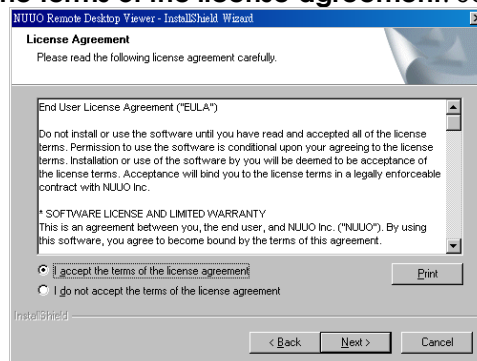 he terms of the license agreement.
NUUO Remote Desktop Viewer - InstallShield Wizard
License Agreement
Please read the following license agreement carefully.
End User License Agreement ("EULA")
Do not install or use the software until you have read and accepted all of the license
terms. Permission to use the software is conditional upon your agreeing to the license
terms. Installation or use of the software by you will be deemed to be acceptance of
the license terms. Acceptance will bind you to the license terms in a legally enforceable
contract with NUUO Inc.
* SOFTWARE LICENSE AND LIMITED WARRANTY
This is an agreement between you, the end user, and NUUO Inc. ("NUUO"). By using
this software, you agree to become bound by the terms of this agreement.
I accept the terms of the license agreement
Print
I do not accept the terms of the license agreement
InstallShield
< Back Next > Cancel